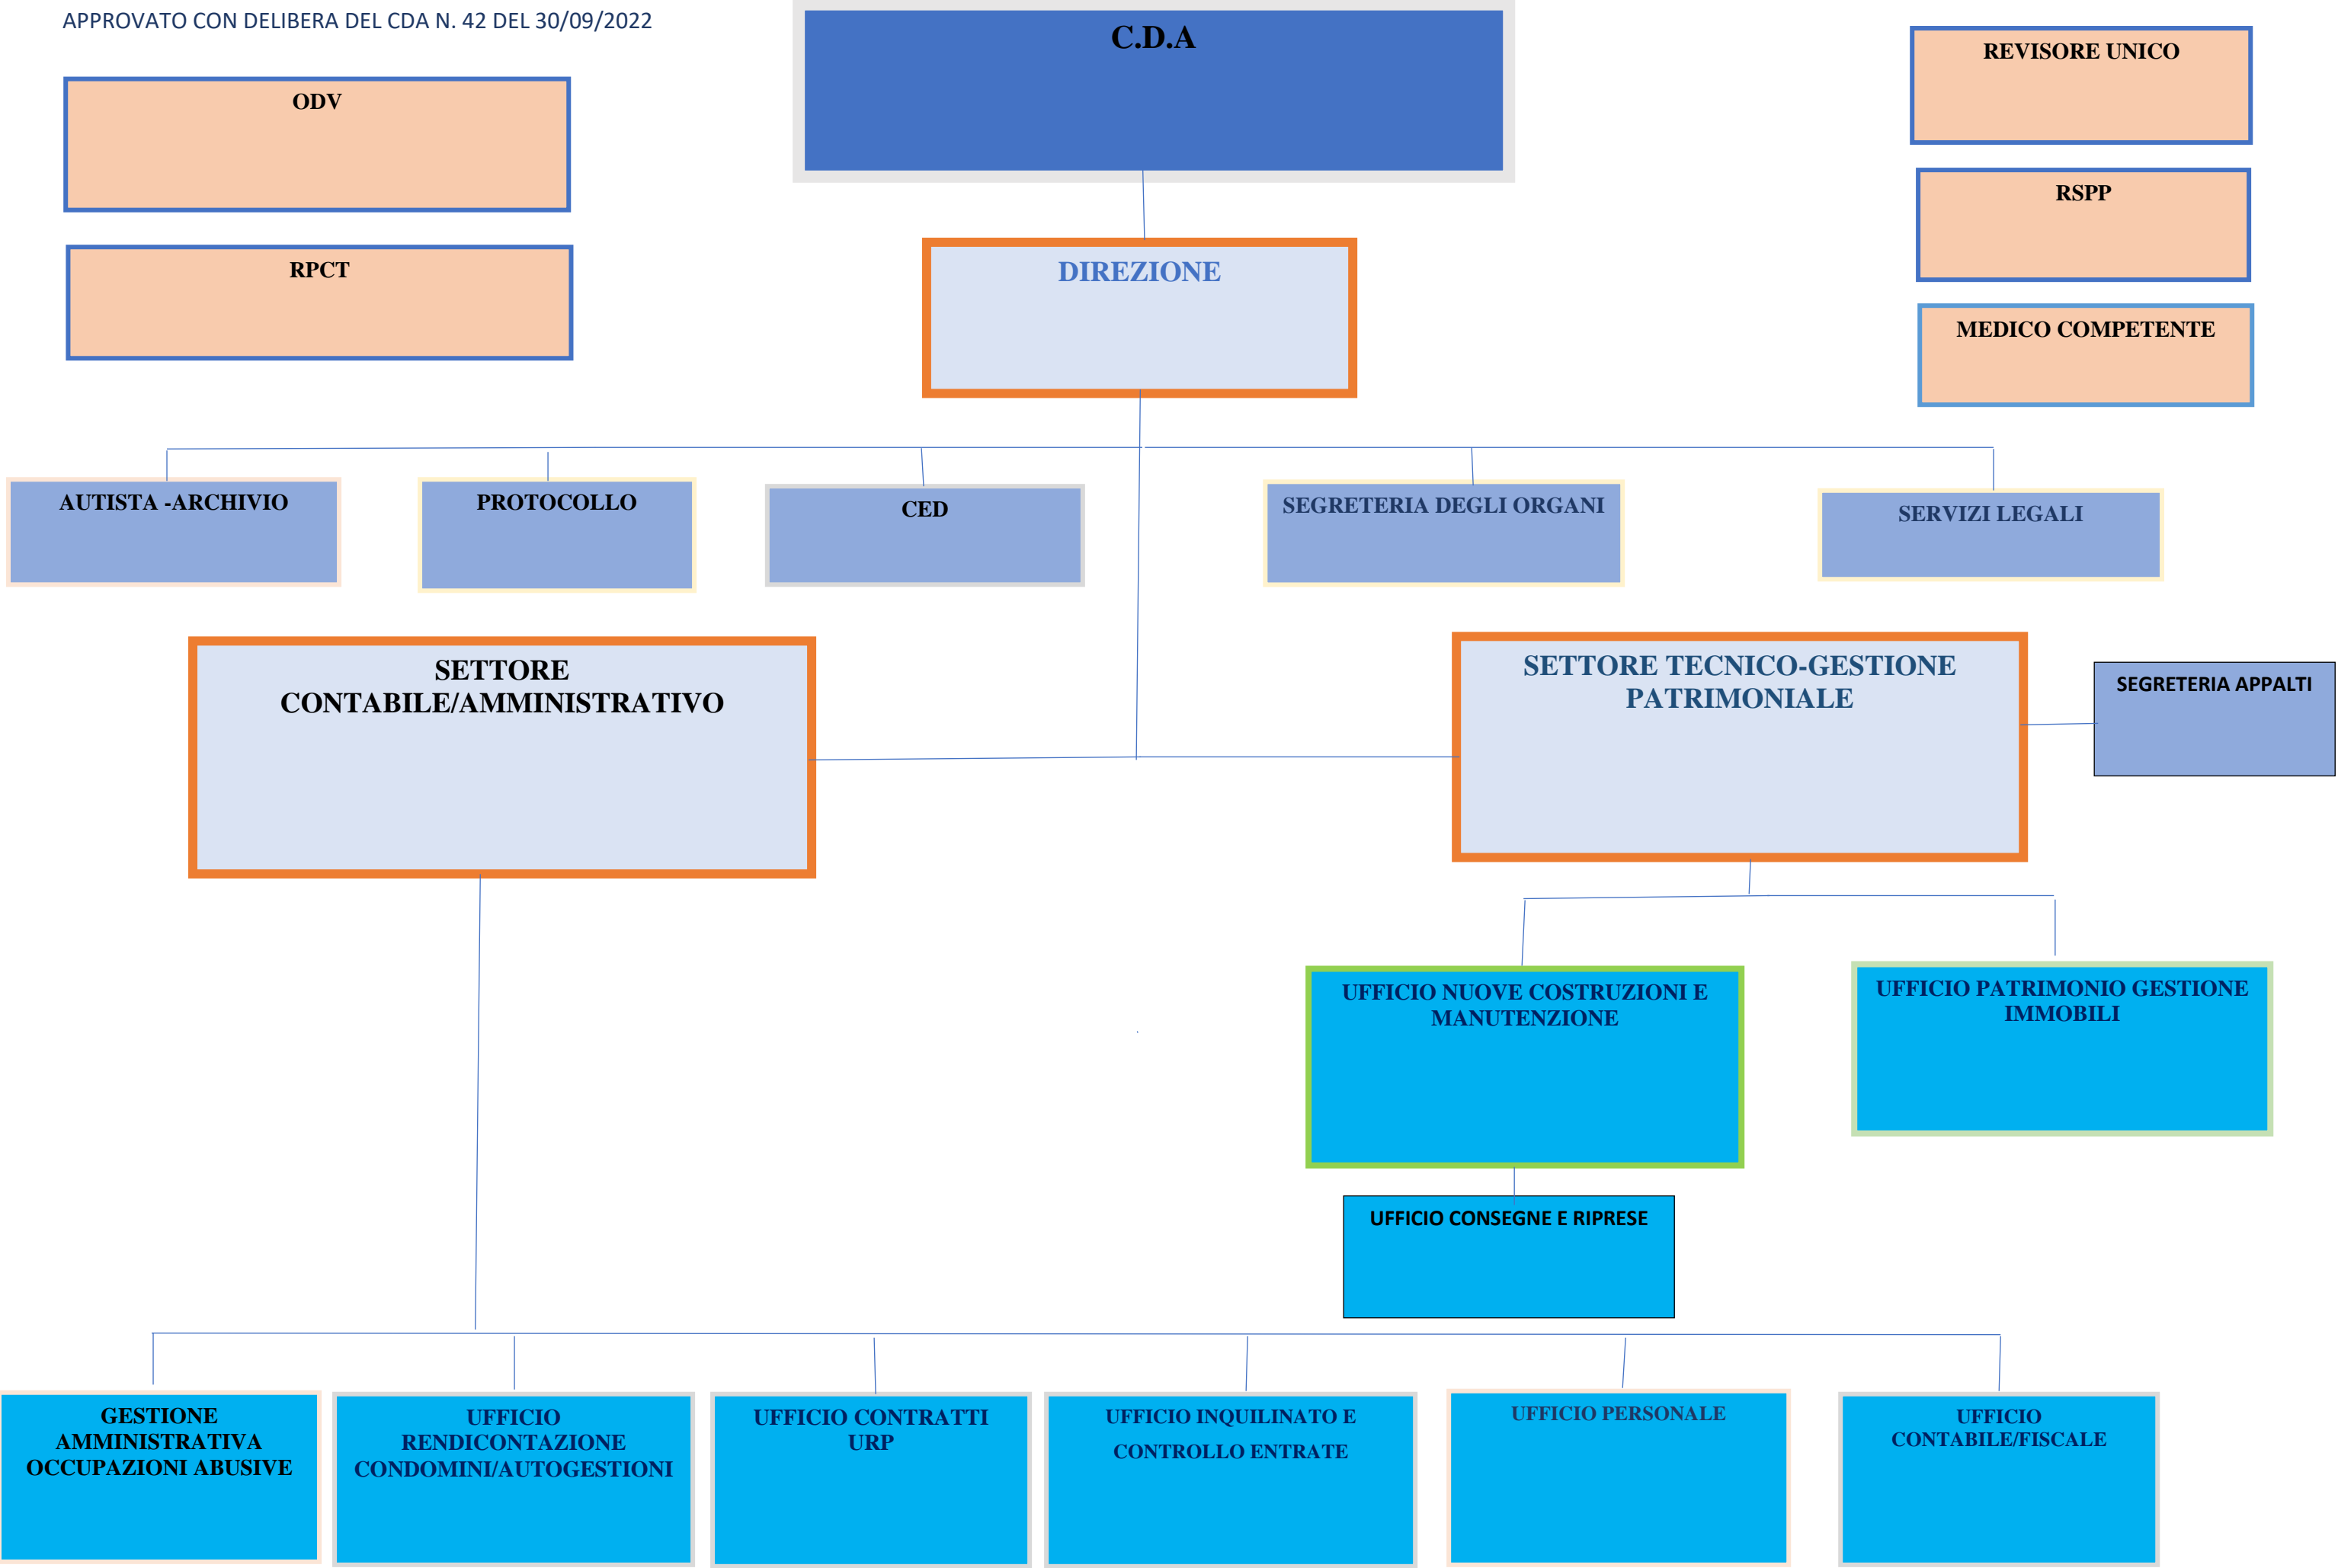 APPROVATO CON DELIBERA DEL CDA N. 42 DEL 30/09/2022
C.D.A
REVISORE UNICO
ODV
RSPP
RPCT
DIREZIONE
MEDICO COMPETENTE
AUTISTA -ARCHIVIO
PROTOCOLLO
CED
SEGRETERIA DEGLI ORGANI
SERVIZI LEGALI
SETTORE
CONTABILE/AMMINISTRATIVO
SETTORE TECNICO-GESTIONE
PATRIMONIALE
SEGRETERIA APPALTI
UFFICIO NUOVE COSTRUZIONI E
MANUTENZIONE
UFFICIO PATRIMONIO GESTIONE
IMMOBILI
UFFICIO CONSEGNE E RIPRESE
GESTIONE
AMMINISTRATIVA
OCCUPAZIONI ABUSIVE
UFFICIO
RENDICONTAZIONE
CONDOMINI/AUTOGESTIONI
UFFICIO CONTRATTI
URP
UFFICIO INQUILINATO E
CONTROLLO ENTRATE
UFFICIO PERSONALE
UFFICIO
CONTABILE/FISCALE